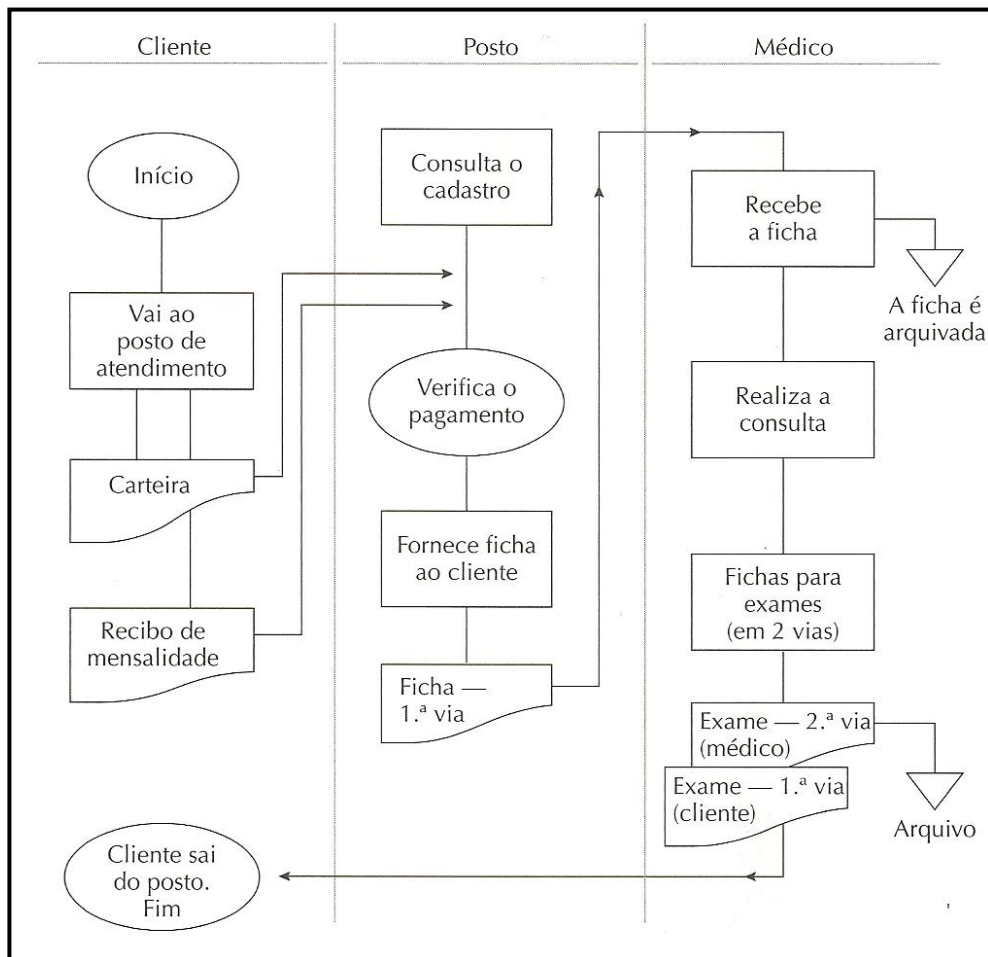 Cliente
Posto
Médico
Início
Vai ao
posto de
atendimento
Carteira
Recibo de
mensalidade
Cliente sai
do posto.
Fim
Consulta o
cadastro
Verifica o
pagamento
Fornece ficha
ao cliente
Ficha —
1.ª via
Recebe
a ficha
A ficha é
arquivada
Realiza a
consulta
Fichas para
exames
(em 2 vias)
Exame — 2.ª via
(médico)
Exame — 1.ª via
(cliente)
Arquivo